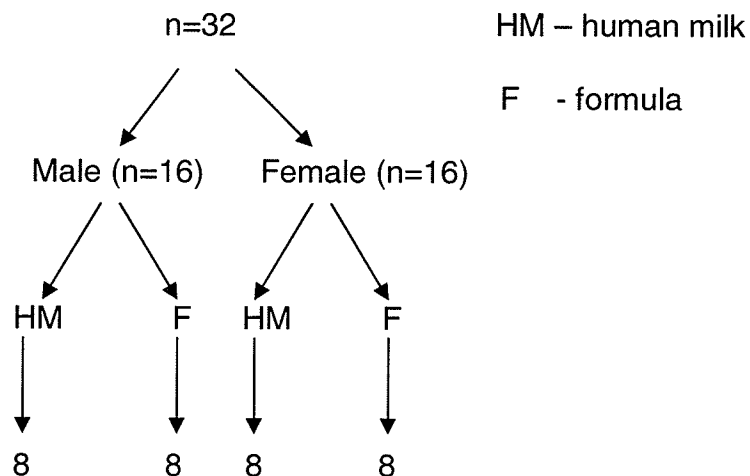 n=32
HM – human milk
F - formula
Male (n=16)
Female (n=16)
HM
F
HM
F
8
8
8
8